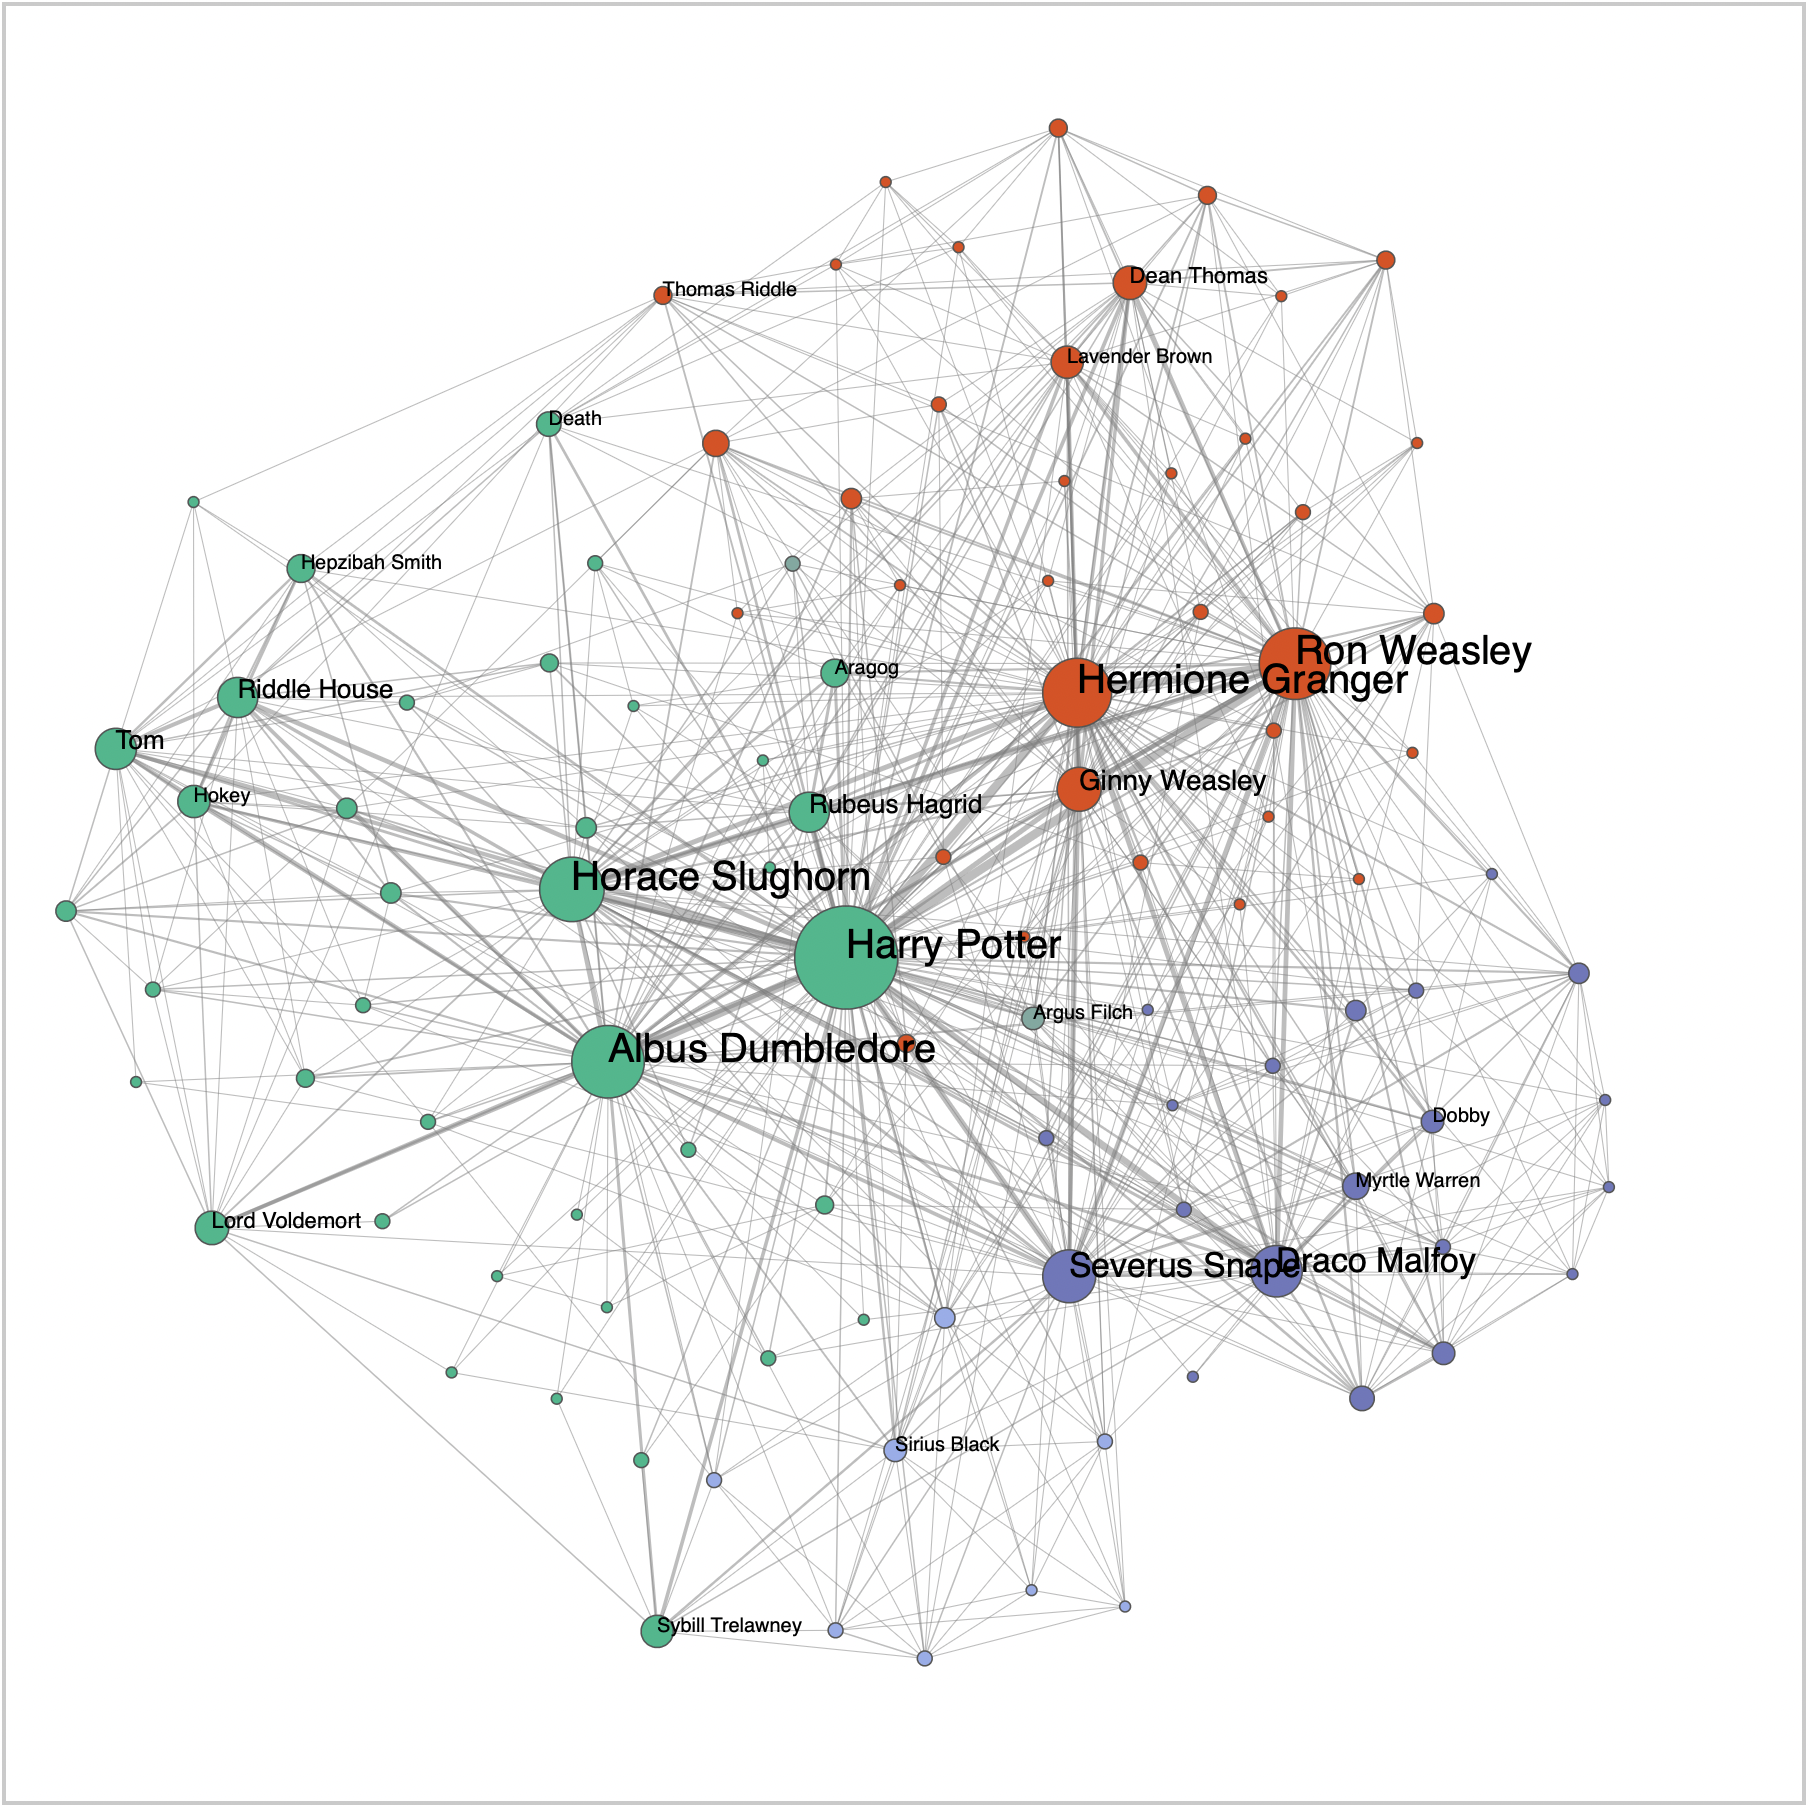 Dean Thomas
Thomas Riddle
Lavender Brown
Death
Hepzibah Smith
Ron Weasley
Aragog
Hermione Granger
Riddle House
Tom
Ginny Weasley
Hokey
Rubeus Hagrid
Horace Slughorn
Harry Potter
Argus Filch
Albus Dumbledore
Dobby
Myrtle Warren
Lord Voldemort
Severus Snape
Draco Malfoy
Sirius Black
Sybill Trelawney